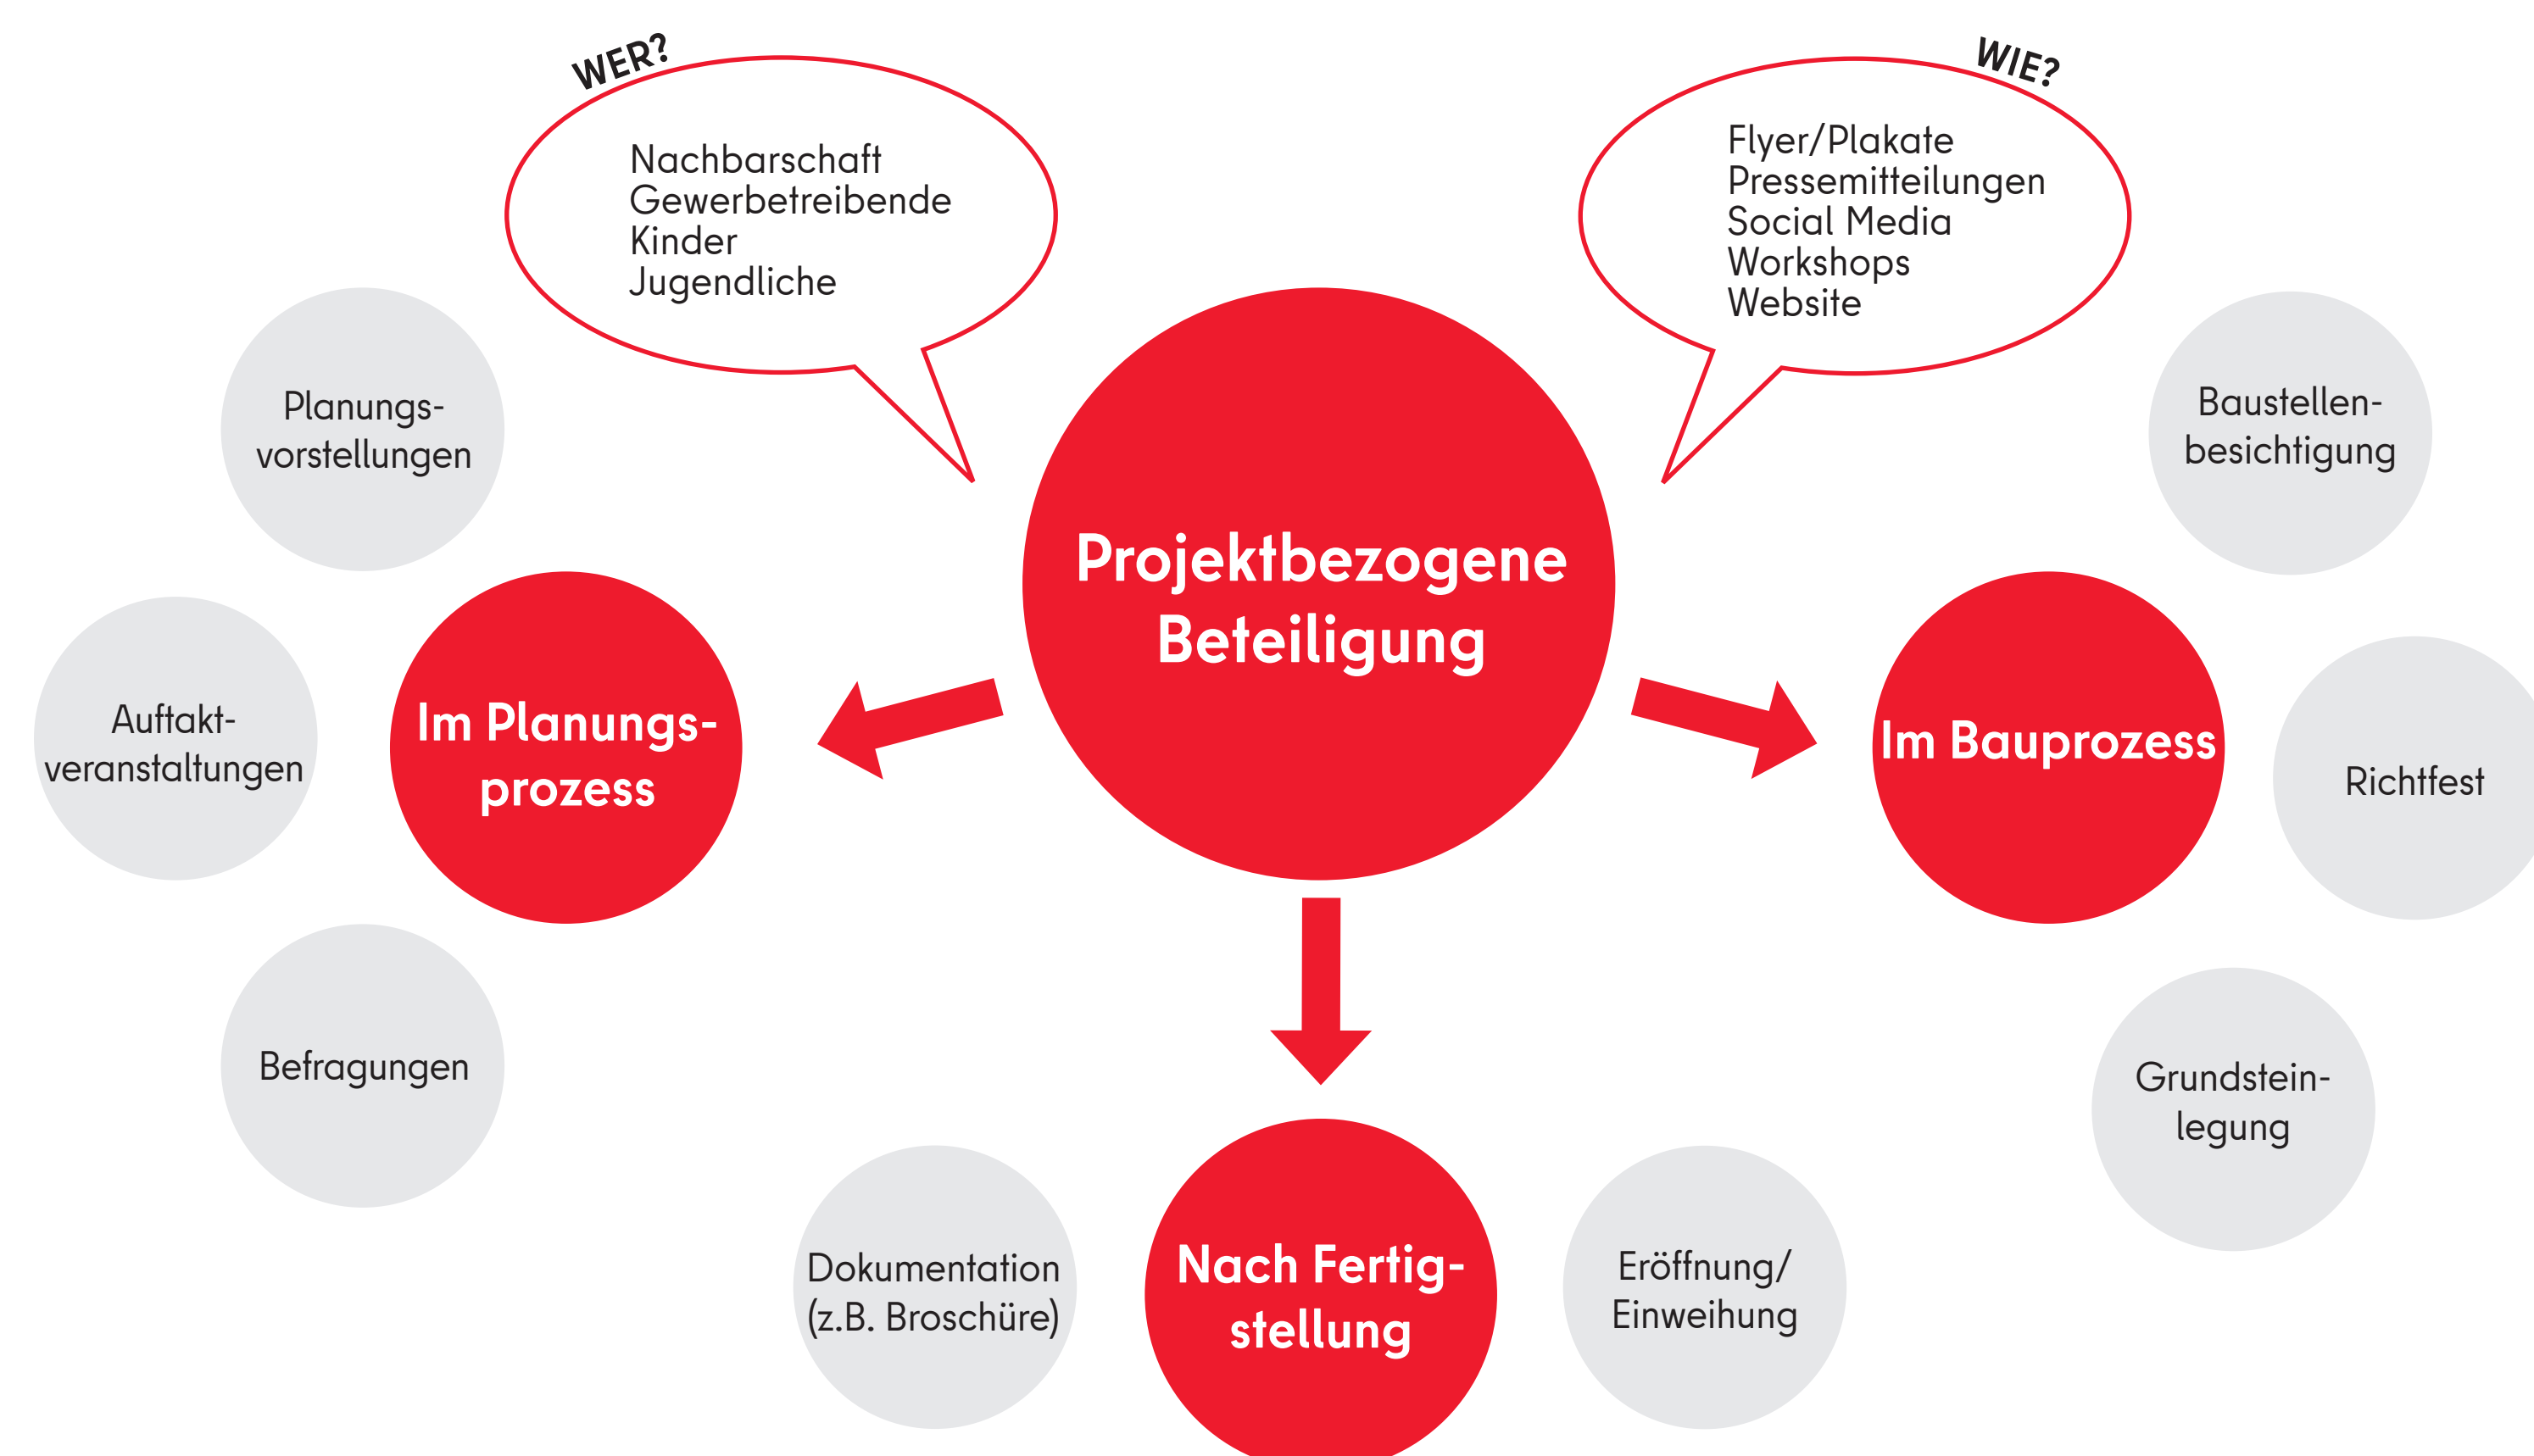 WER?
Nachbarschaft
Gewerbetreibende
Kinder
Jugendliche
WIE?
Flyer/Plakate
Pressemitteilungen
Social Media
Workshops
Website
Projektbezogene
Beteiligung
Planungs-
vorstellungen
Auftakt-
veranstaltungen
Befragungen
Im Planungs-
prozess
Im Bauprozess
Baustellen-
besichtigung
Richtfest
Grundstein-
legung
Dokumentation
(z.B. Broschüre)
Nach Fertig-
stellung
Eröffnung/
Einweihung